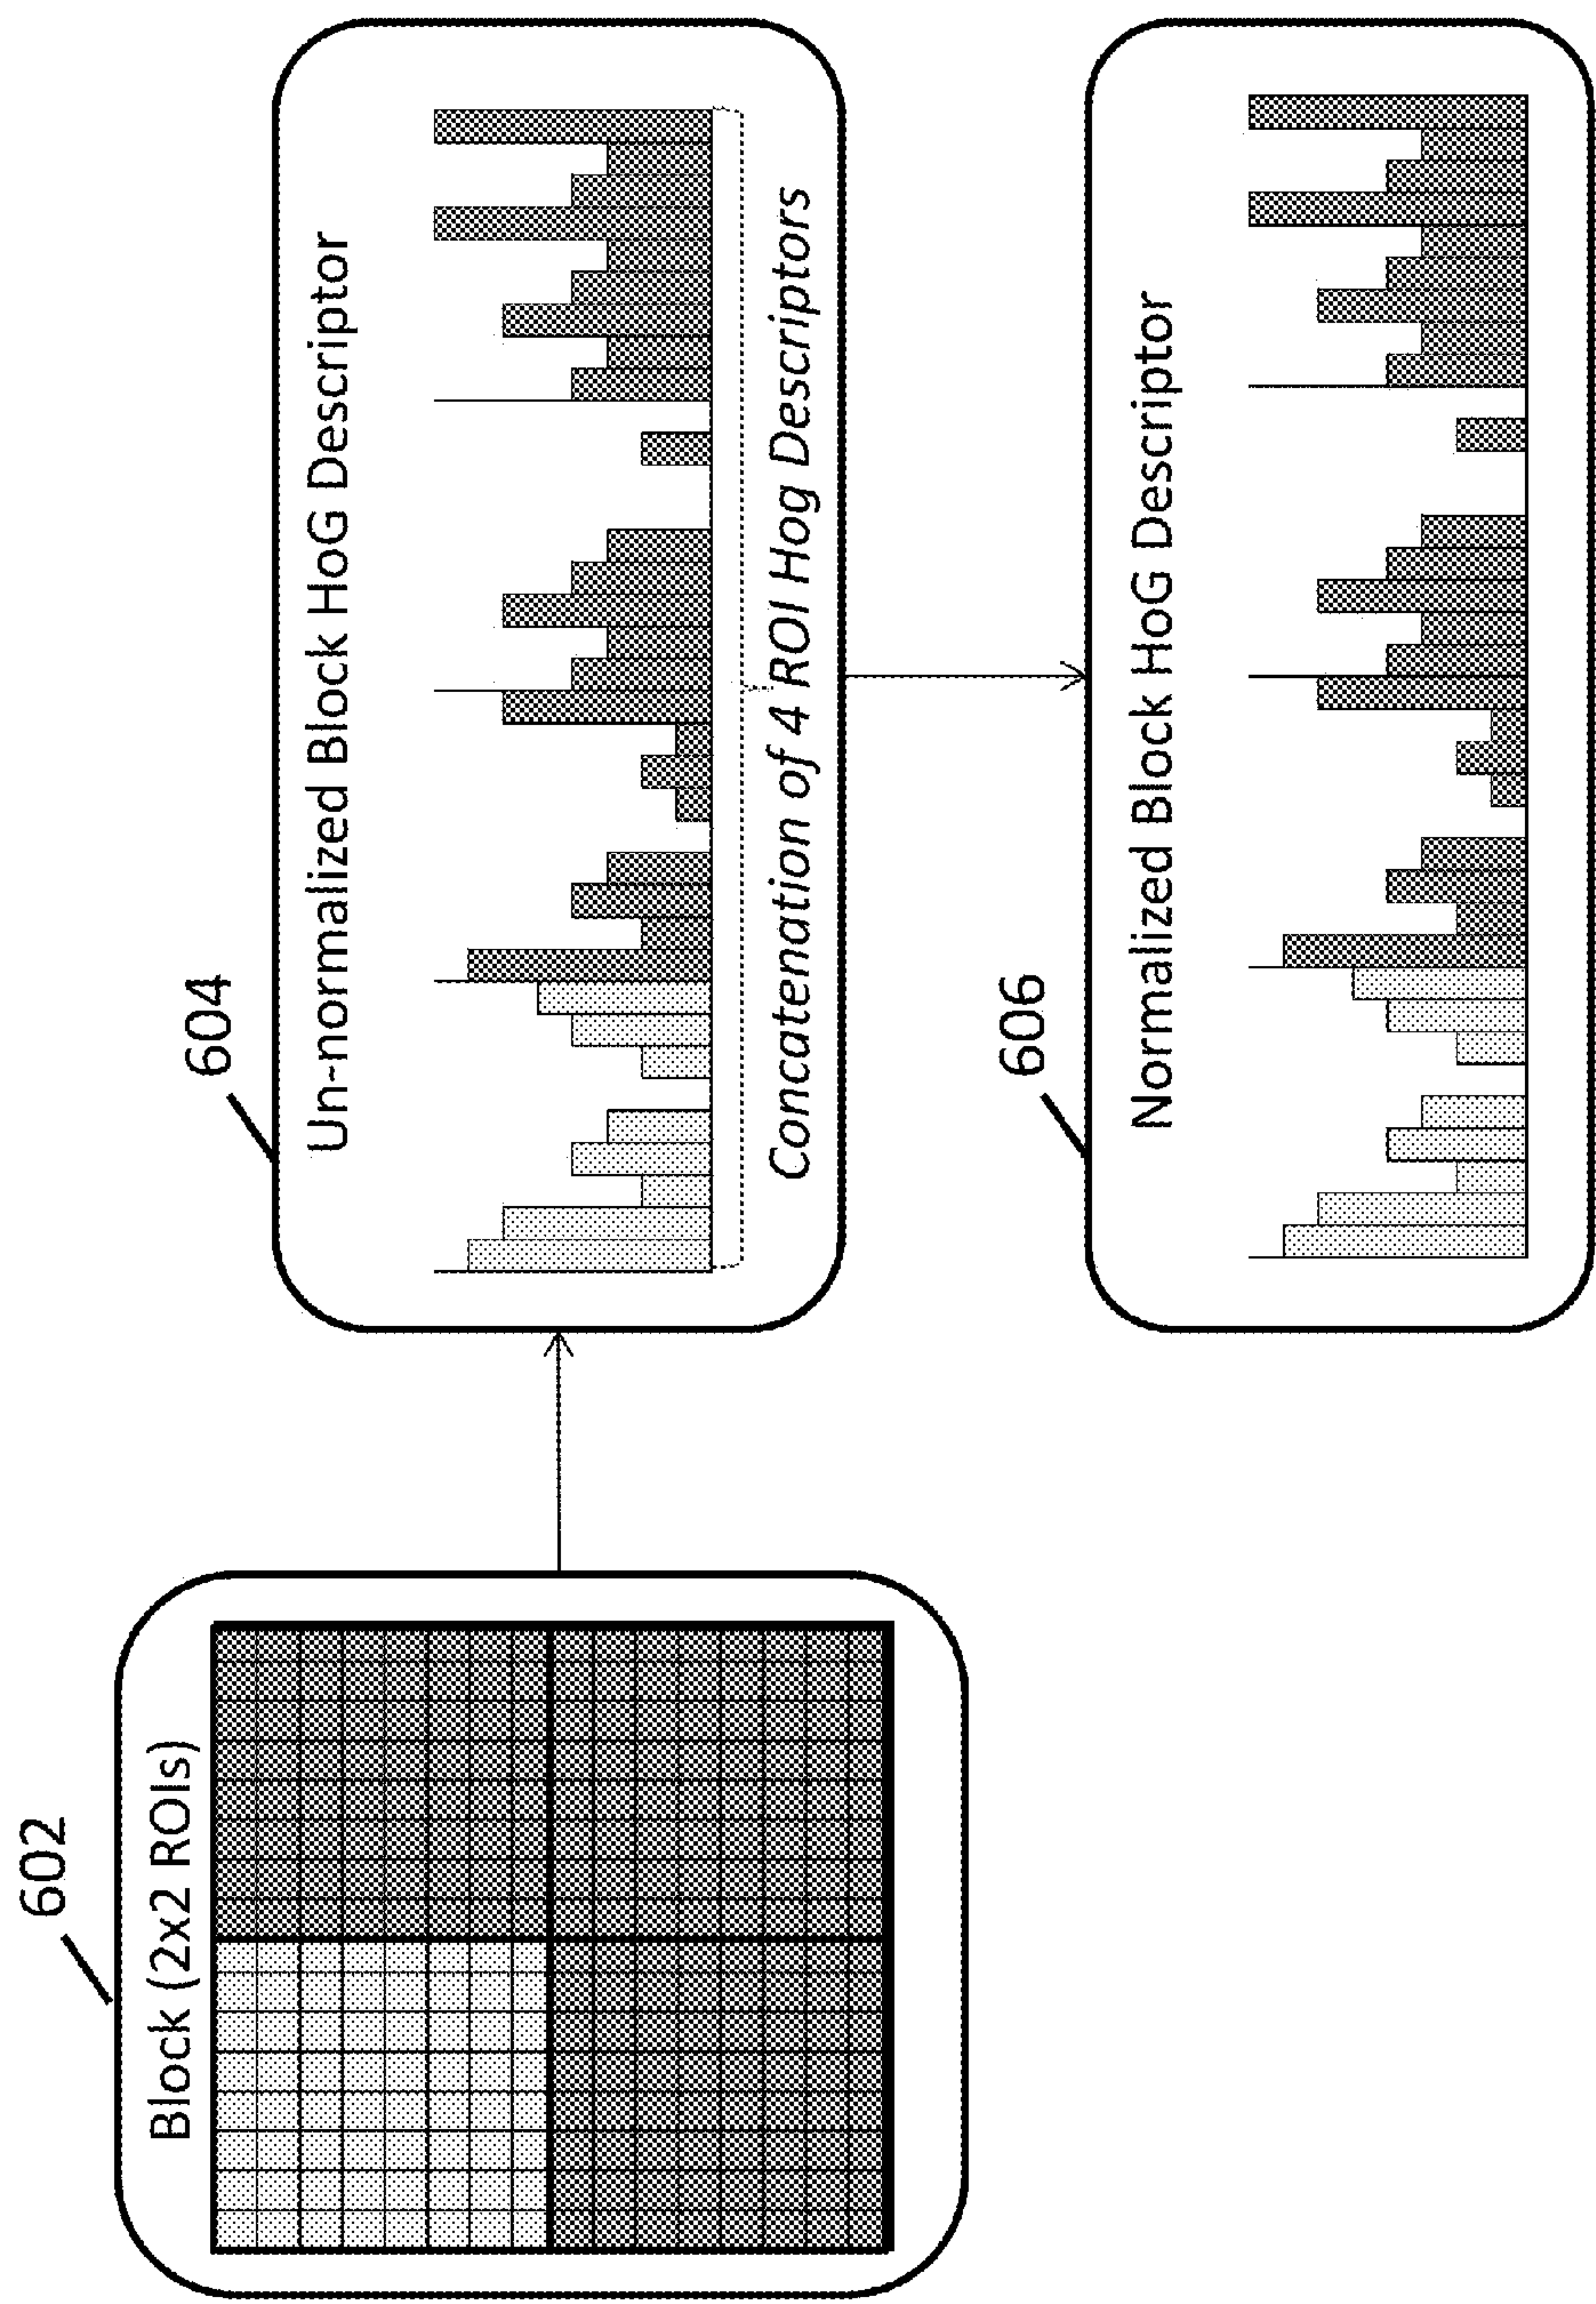 602
Block (2x2 ROIs)
604
Un-normalized Block HoG Descriptor
Concatenation of 4 ROI Hog Descriptors
606
Normalized Block HoG Descriptor